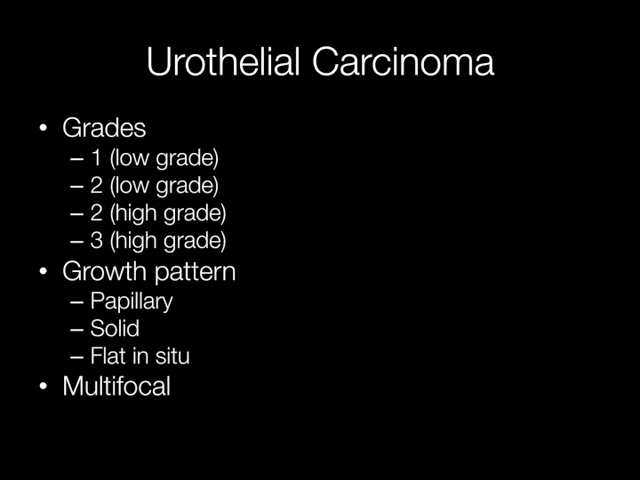 Urothelial Carcinoma
• Grades
– 1 (low grade)
– 2 (low grade)
– 2 (high grade)
– 3 (high grade)
• Growth pattern
– Papillary
– Solid
– Flat in situ
• Multifocal